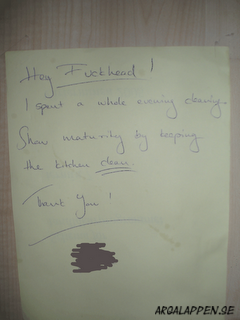 Hey Fuckhead!
I spent a whole evening cleaning.
Show maturity by keeping
the kitchen clean.
Thank You!
ARGALAPPEN.SE